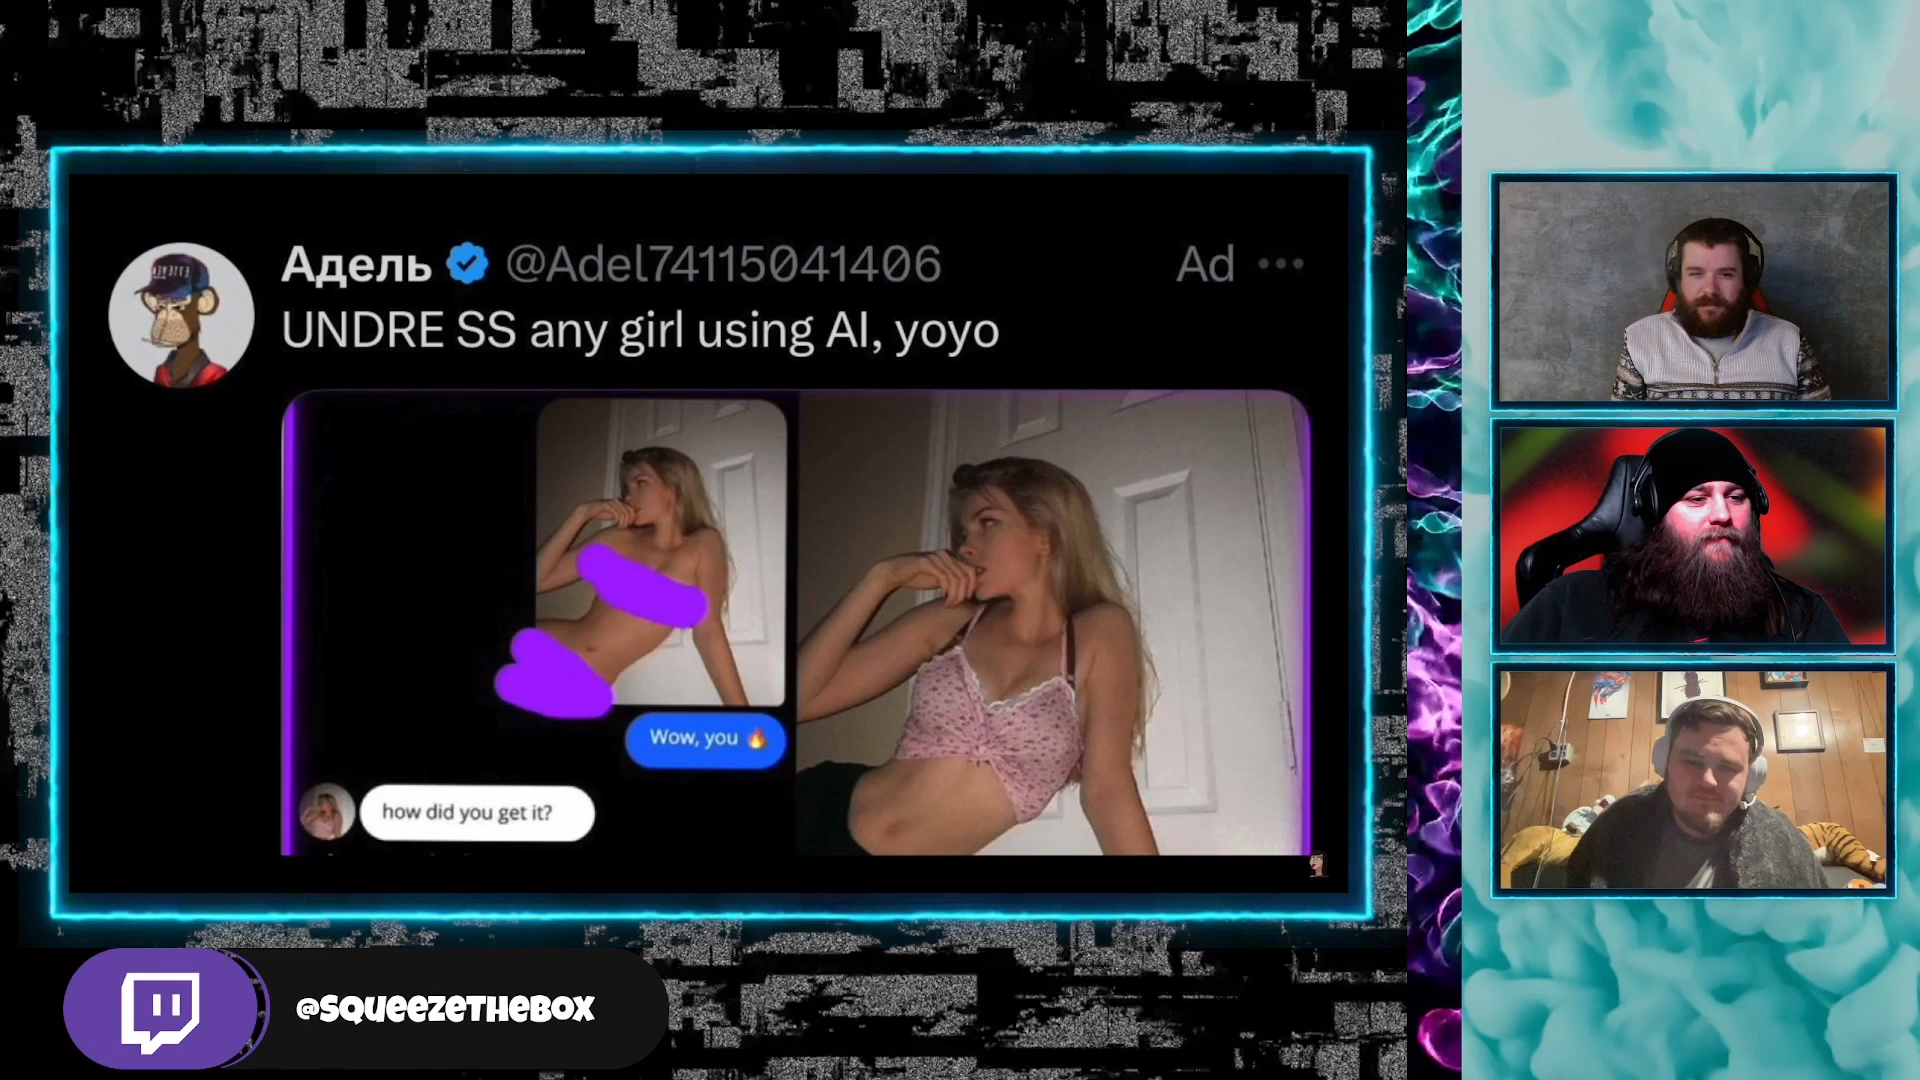 Адель @Adel74115041406 Ad
UNDRE SS any girl using AI, yoyo
Wow, you 🔥
how did you get it?
@SQUEEZETHEBOX